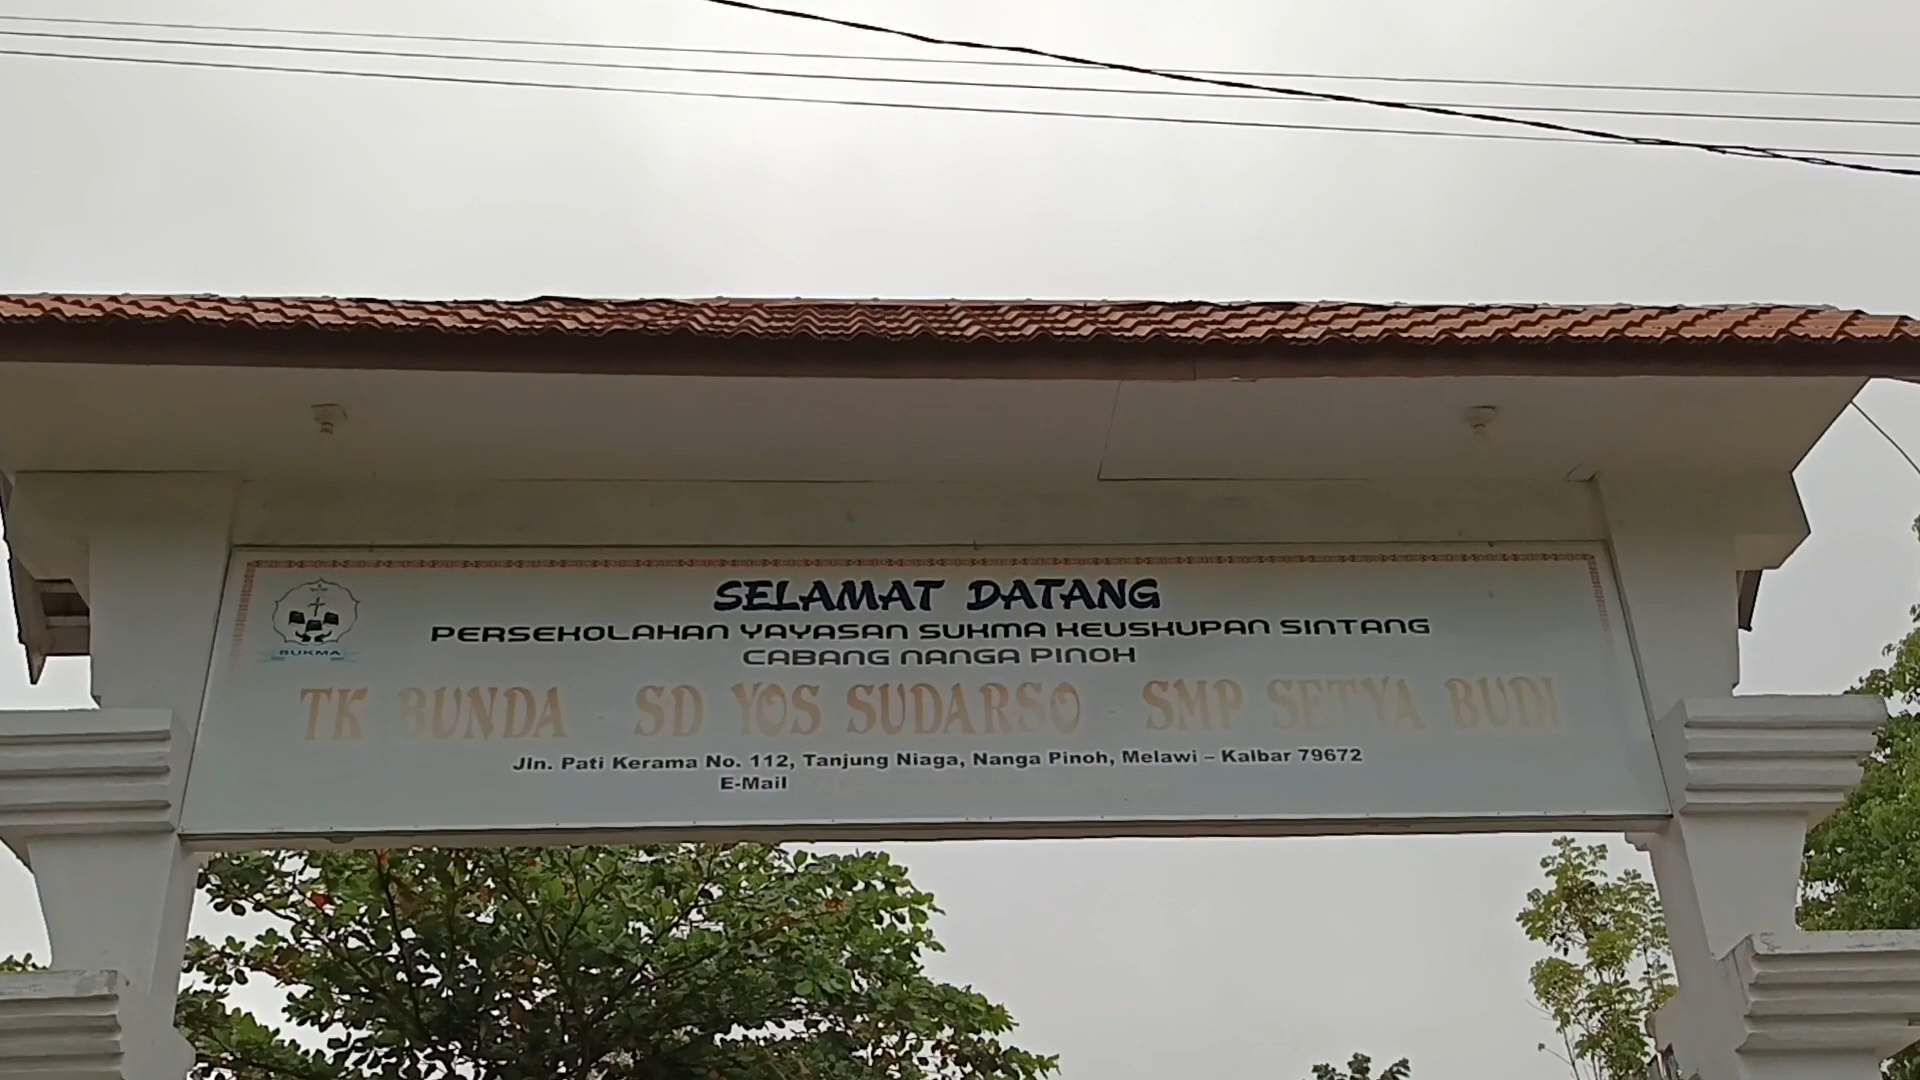 SELAMAT DATANG
PERSEKOLAHAN YAYASAN SUKMA KEUSKUPAN SINTANG
CABANG NANGA PINOH
SUKMA
TK BUNDA - SD YOS SUDARSO - SMP SETYA BUDI
Jln. Pati Kerama No. 112, Tanjung Niaga, Nanga Pinoh, Melawi – Kalbar 79672
E-Mail